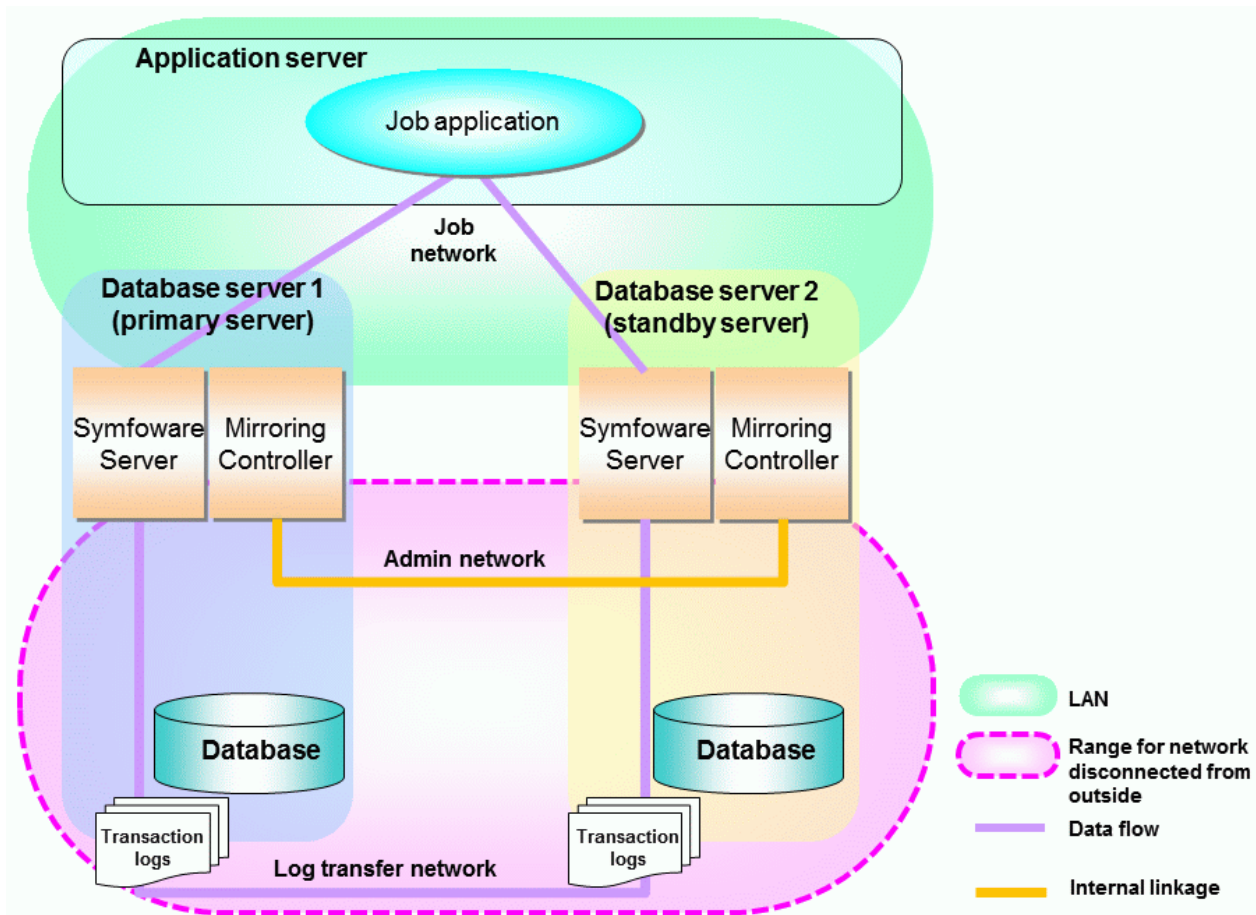 Application server
Job application
Job
network
Database server 1
(primary server)
Database server 2
(standby server)
Symfoware
Server
Mirroring
Controller
Symfoware
Server
Mirroring
Controller
Admin network
Database
Database
Transaction
logs
Transaction
logs
Log transfer network
LAN
Range for network
disconnected from
outside
Data flow
Internal linkage